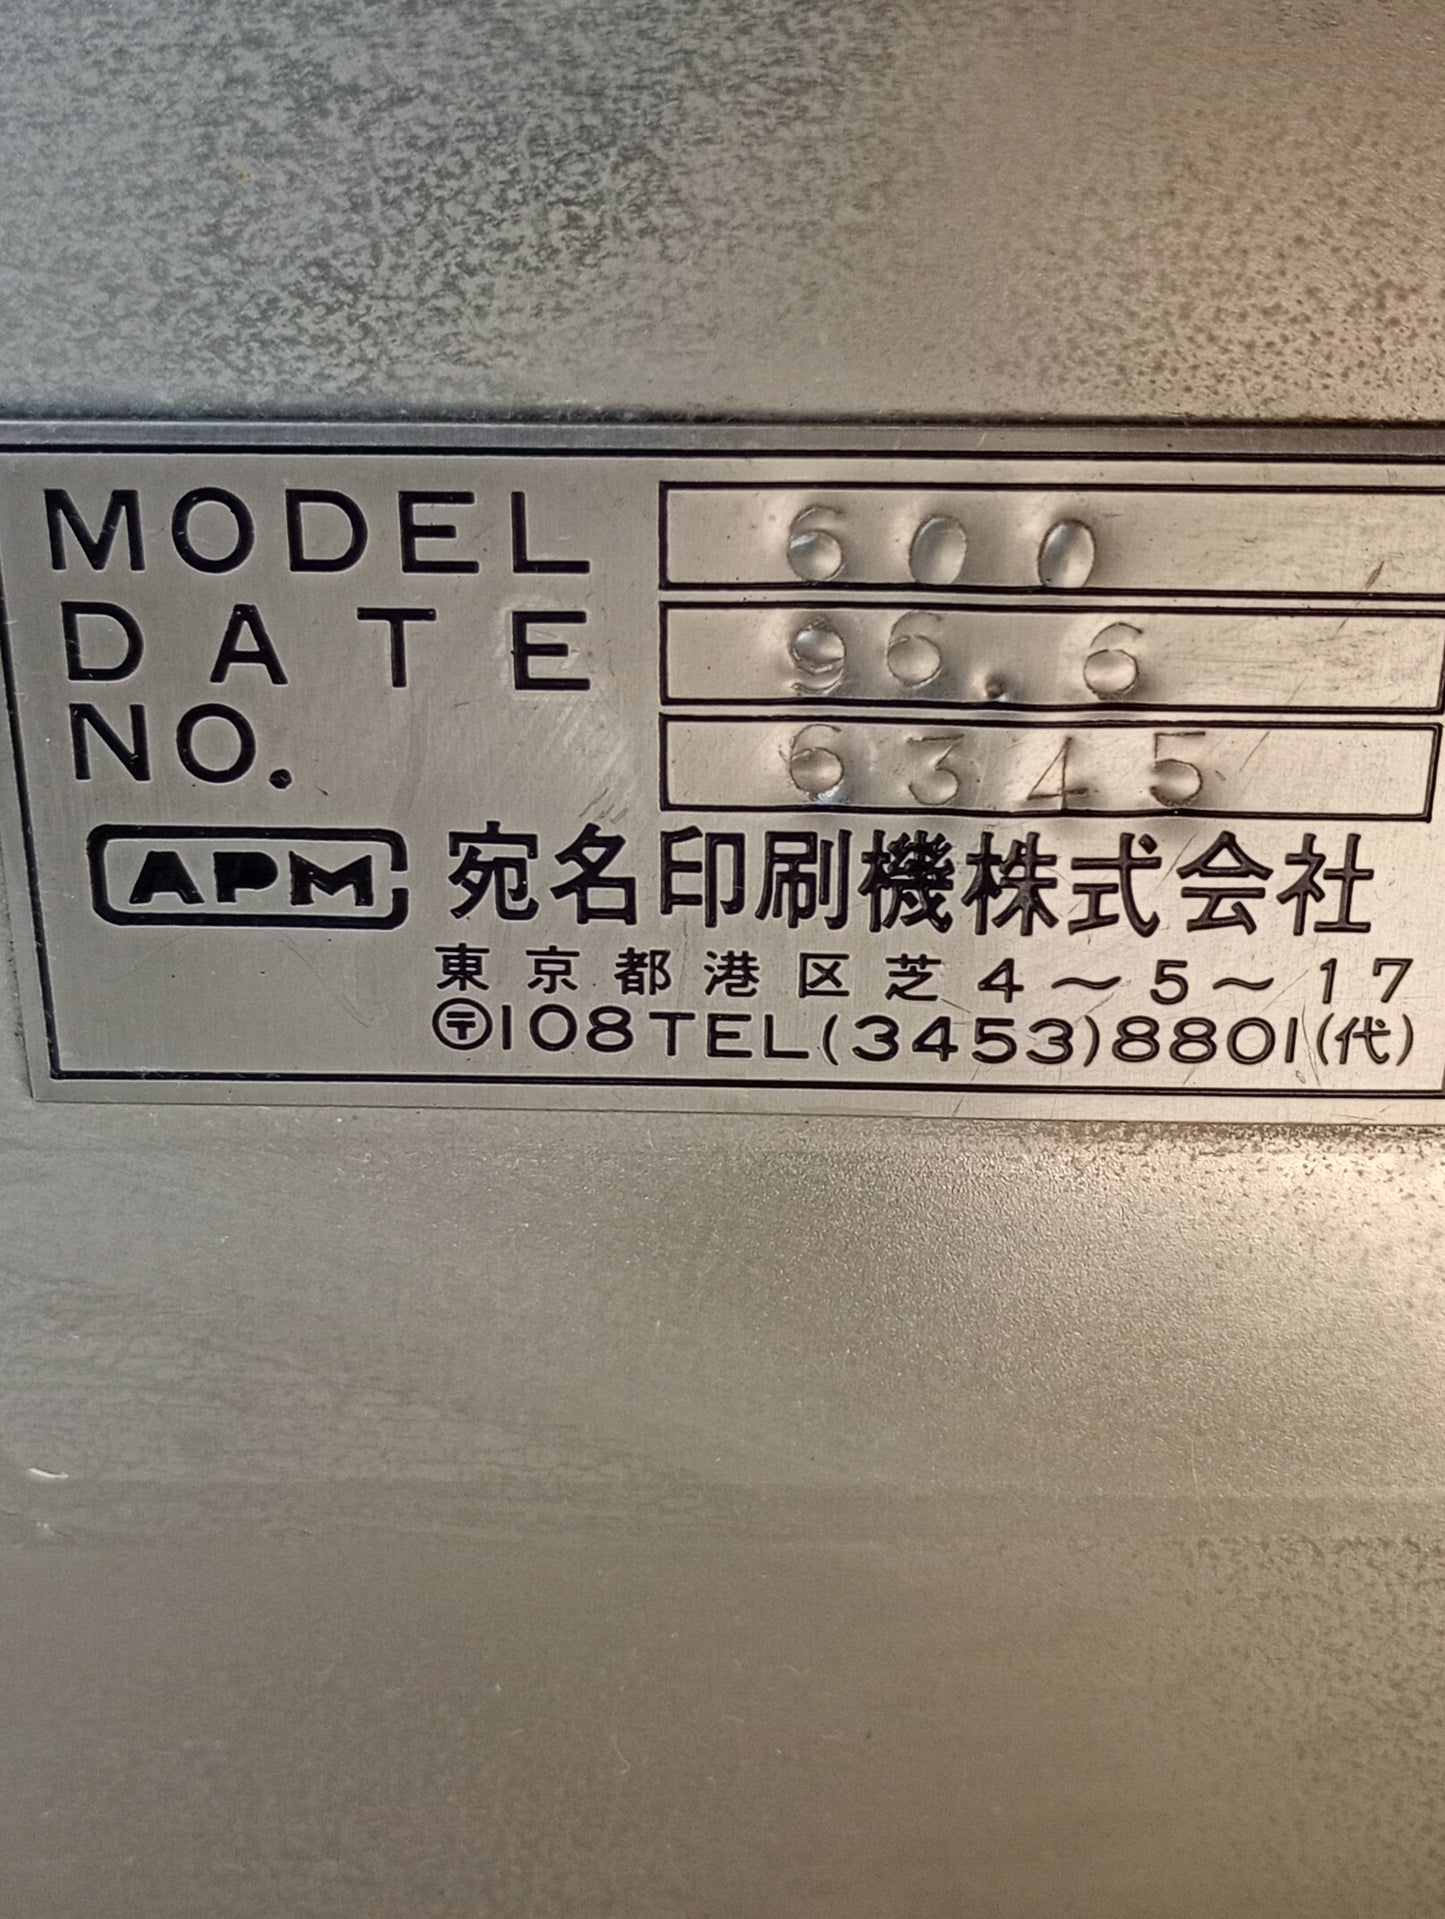 MODEL 600
DATE 96.6
NO. 6345
APM 宛名印刷機株式会社
東京都港区芝4～5～17
〶108TEL(3453)8801(代)